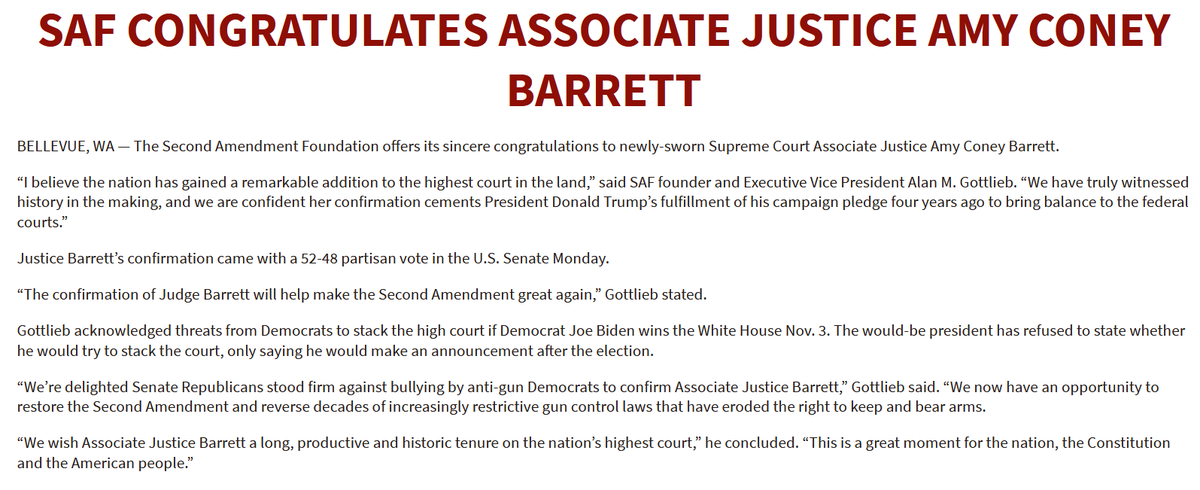 SAF CONGRATULATES ASSOCIATE JUSTICE AMY CONEY
BARRETT
BELLEVUE, WA — The Second Amendment Foundation offers its sincere congratulations to newly-sworn Supreme Court Associate Justice Amy Coney Barrett.
“I believe the nation has gained a remarkable addition to the highest court in the land,” said SAF founder and Executive Vice President Alan M. Gottlieb. “We have truly witnessed
history in the making, and we are confident her confirmation cements President Donald Trump’s fulfillment of his campaign pledge four years ago to bring balance to the federal
courts.”
Justice Barrett’s confirmation came with a 52-48 partisan vote in the U.S. Senate Monday.
“The confirmation of Judge Barrett will help make the Second Amendment great again,” Gottlieb stated.
Gottlieb acknowledged threats from Democrats to stack the high court if Democrat Joe Biden wins the White House Nov. 3. The would-be president has refused to state whether
he would try to stack the court, only saying he would make an announcement after the election.
“We’re delighted Senate Republicans stood firm against bullying by anti-gun Democrats to confirm Associate Justice Barrett,” Gottlieb said. “We now have an opportunity to
restore the Second Amendment and reverse decades of increasingly restrictive gun control laws that have eroded the right to keep and bear arms.
“We wish Associate Justice Barrett a long, productive and historic tenure on the nation’s highest court,” he concluded. “This is a great moment for the nation, the Constitution
and the American people.”